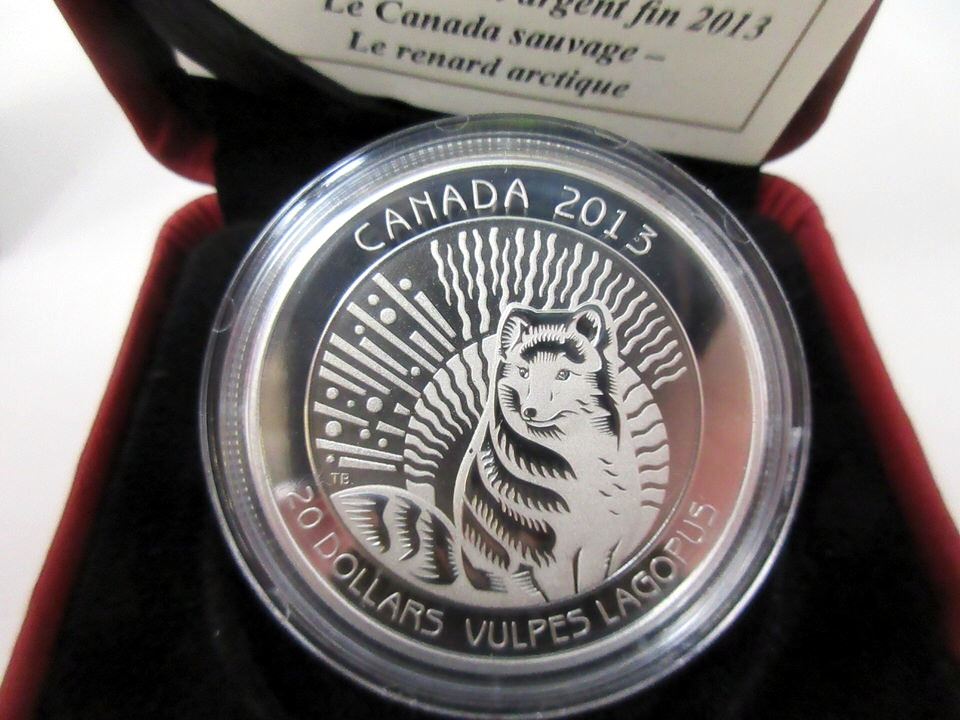 argent fin 2013
Le Canada sauvage –
Le renard arctique
CANADA 2013
TB
20 DOLLARS VULPES LAGOPUS